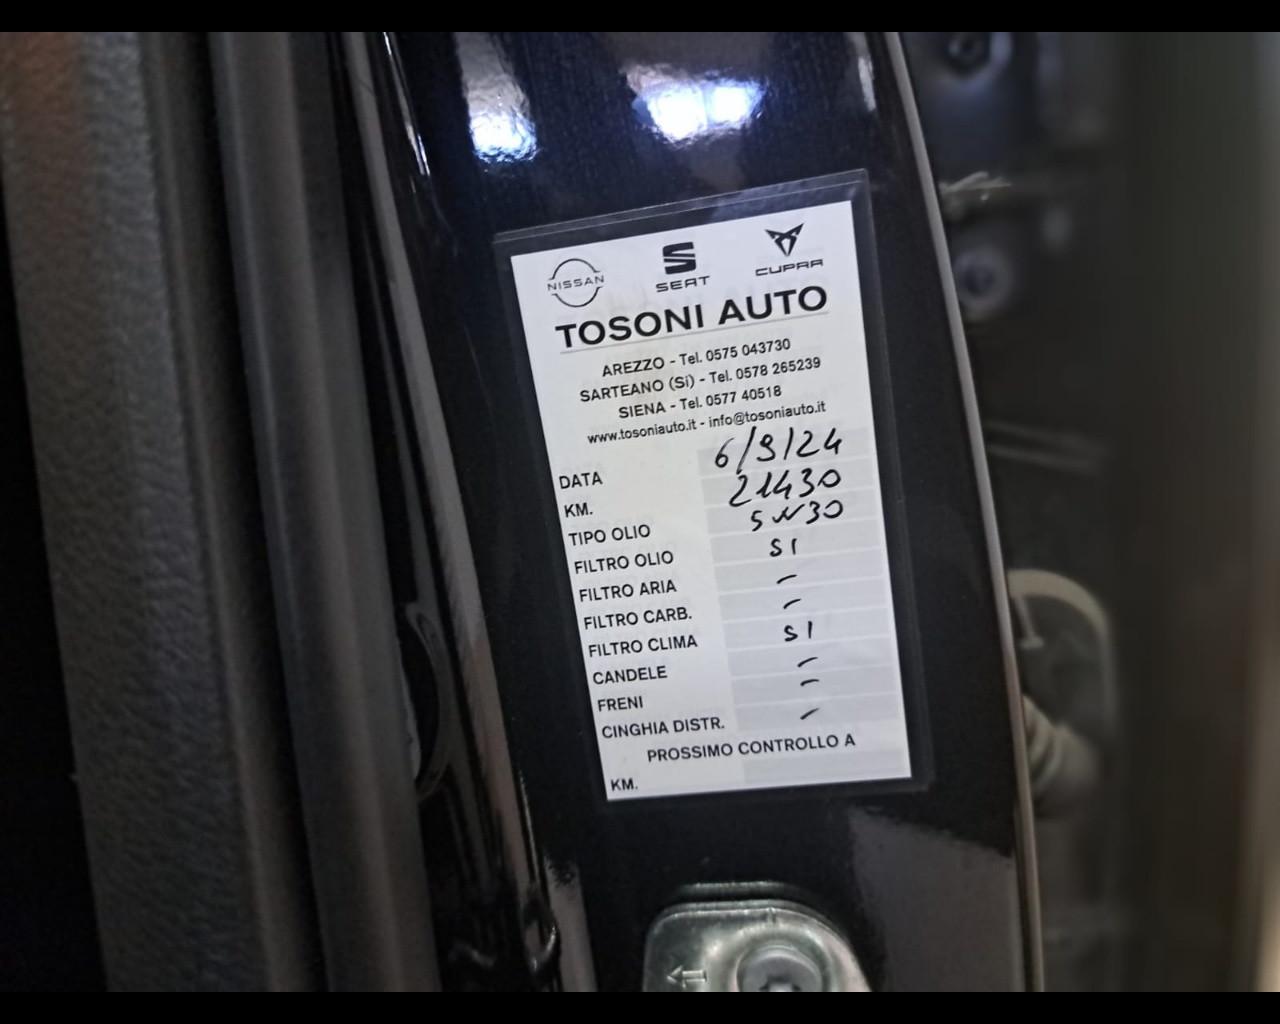 NISSAN SEAT CUPRA
TOSONI AUTO
AREZZO - Tel. 0575 043730
SARTEANO (Si) - Tel. 0578 265239
SIENA - Tel. 0577 40518
www.tosoniauto.it - info@tosoniauto.it
DATA 6/9/24
KM. 21430
TIPO OLIO 5W30
FILTRO OLIO SI
FILTRO ARIA -
FILTRO CARB. -
FILTRO CLIMA SI
CANDELE -
FRENI -
CINGHIA DISTR. -
PROSSIMO CONTROLLO A
KM.